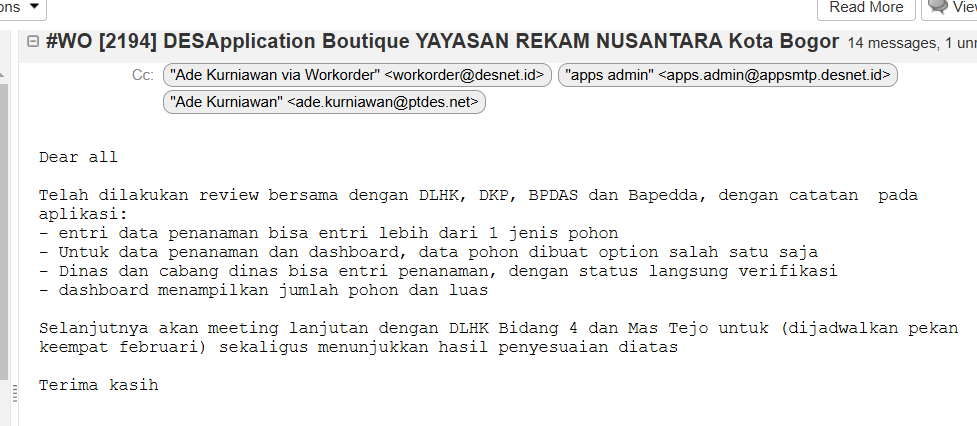 ons
Read More
View
#WO [2194] DESApplication Boutique YAYASAN REKAM NUSANTARA Kota Bogor 14 messages, 1 unr
Cc: "Ade Kurniawan via Workorder" <workorder@desnet.id> "apps admin" <apps.admin@appsmtp.desnet.id>
"Ade Kurniawan" <ade.kurniawan@ptdes.net>
Dear all
Telah dilakukan review bersama dengan DLHK, DKP, BPDAS dan Bapedda, dengan catatan pada
aplikasi:
- entri data penanaman bisa entri lebih dari 1 jenis pohon
- Untuk data penanaman dan dashboard, data pohon dibuat option salah satu saja
- Dinas dan cabang dinas bisa entri penanaman, dengan status langsung verifikasi
- dashboard menampilkan jumlah pohon dan luas
Selanjutnya akan meeting lanjutan dengan DLHK Bidang 4 dan Mas Tejo untuk (dijadwalkan pekan
keempat februari) sekaligus menunjukkan hasil penyesuaian diatas
Terima kasih